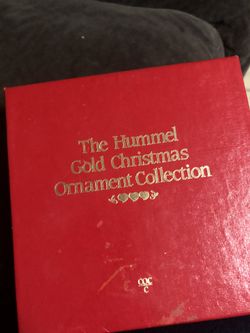 The Hummel
Gold Christmas
Ornament Collection